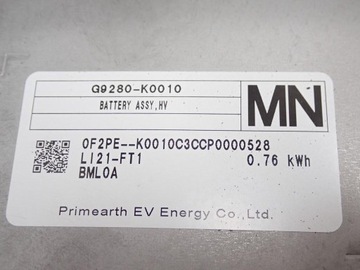 G9280-K0010
BATTERY ASSY,HV
MN
0F2PE--K0010C3CCP0000528
LI21-FT1 0.76 kWh
BML0A
Primearth EV Energy Co.,Ltd.